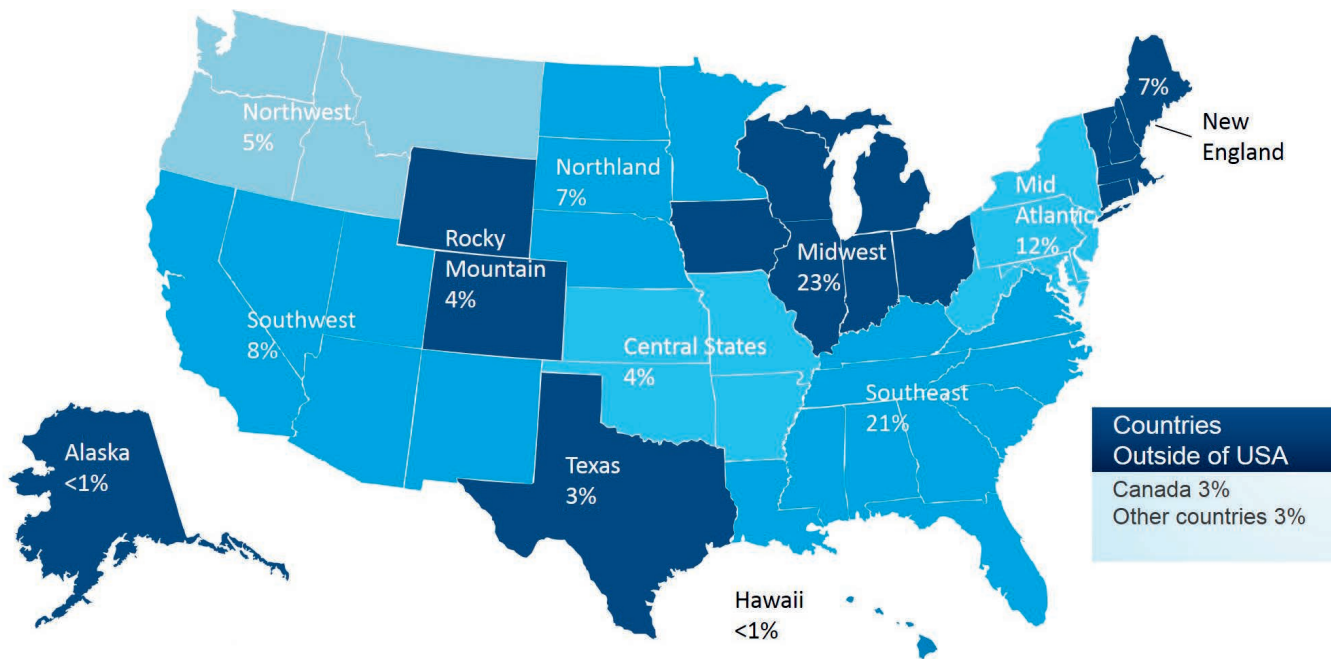 Northwest
5%
Northland
7%
Rocky
Mountain
4%
Southwest
8%
Central States
4%
Midwest
23%
7%
New
England
Mid
Atlantic
12%
Southeast
21%
Texas
3%
Alaska
<1%
Hawaii
<1%
Countries
Outside of USA
Canada 3%
Other countries 3%